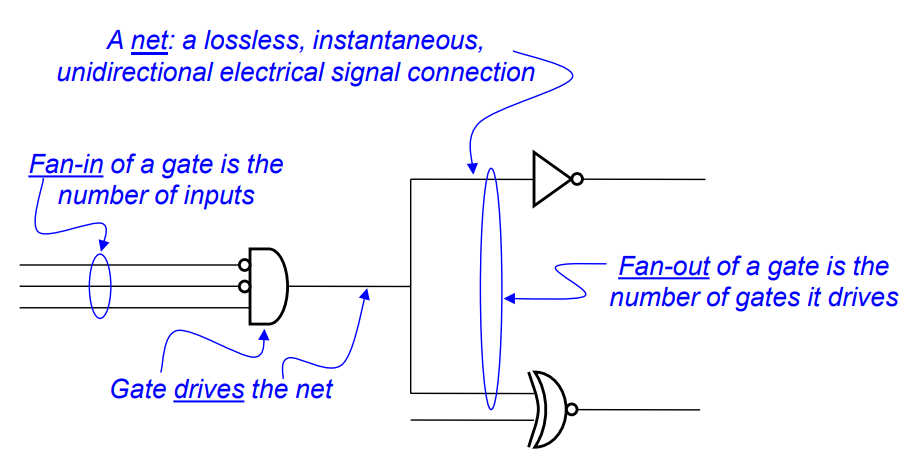 A net: a lossless, instantaneous,
unidirectional electrical signal connection
Fan-in of a gate is the
number of inputs
Fan-out of a gate is the
number of gates it drives
Gate drives the net